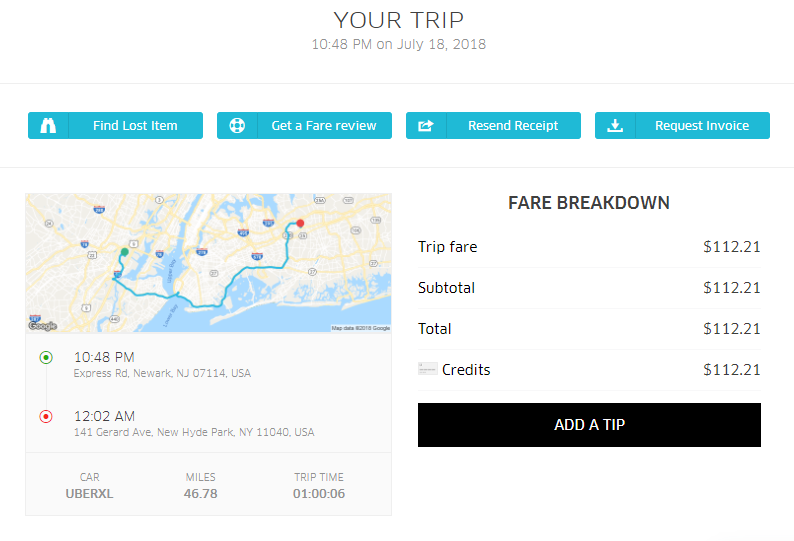 YOUR TRIP
10:48 PM on July 18, 2018
Find Lost Item
Get a Fare review
Resend Receipt
Request Invoice
Google
Map data ©2018 Google
10:48 PM
Express Rd, Newark, NJ 07114, USA
12:02 AM
141 Gerard Ave, New Hyde Park, NY 11040, USA
CAR
UBERXL
MILES
46.78
TRIP TIME
01:00:06
FARE BREAKDOWN
Trip fare $112.21
Subtotal $112.21
Total $112.21
Credits $112.21
ADD A TIP